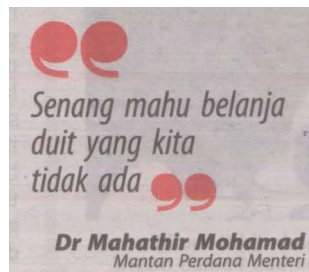 Senang mahu belanja
duit yang kita
tidak ada
Dr Mahathir Mohamad
Mantan Perdana Menteri